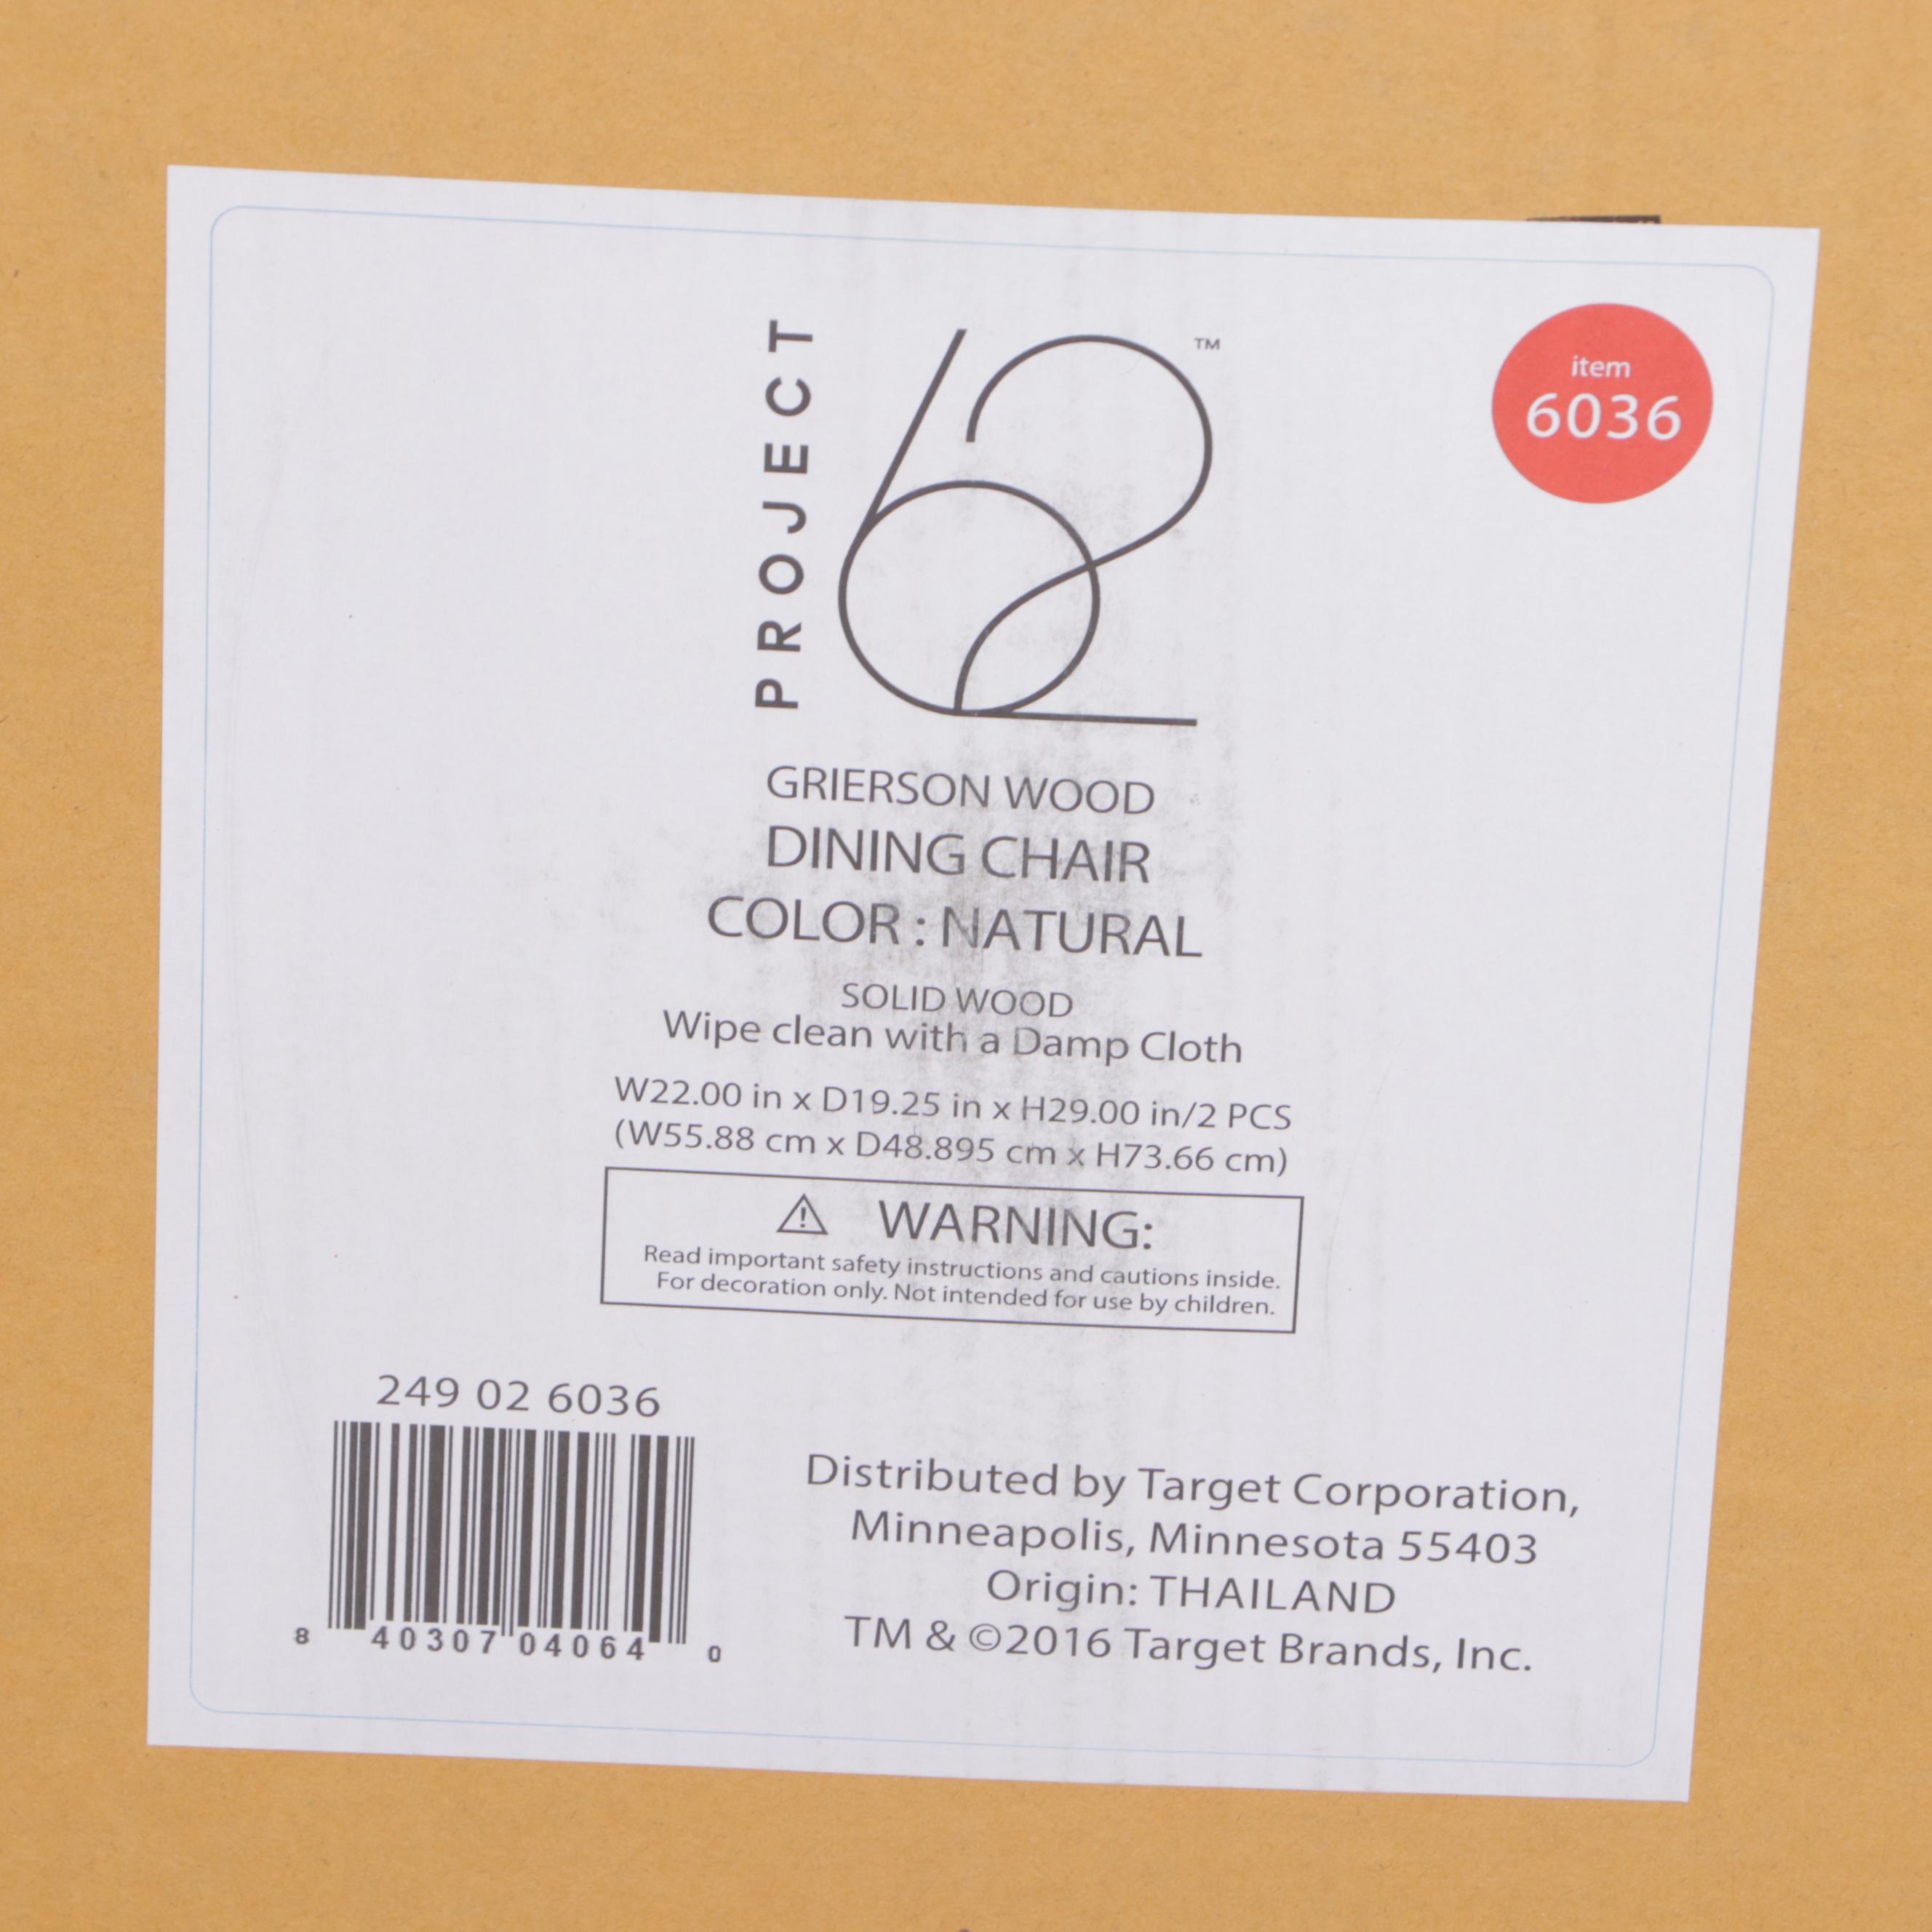 PROJECT
62 ™
item
6036
GRIERSON WOOD
DINING CHAIR
COLOR : NATURAL
SOLID WOOD
Wipe clean with a Damp Cloth
W22.00 in x D19.25 in x H29.00 in/2 PCS
(W55.88 cm x D48.895 cm x H73.66 cm)
WARNING:
Read important safety instructions and cautions inside.
For decoration only. Not intended for use by children.
249 02 6036
8 40307 04064 0
Distributed by Target Corporation,
Minneapolis, Minnesota 55403
Origin: THAILAND
TM & ©2016 Target Brands, Inc.